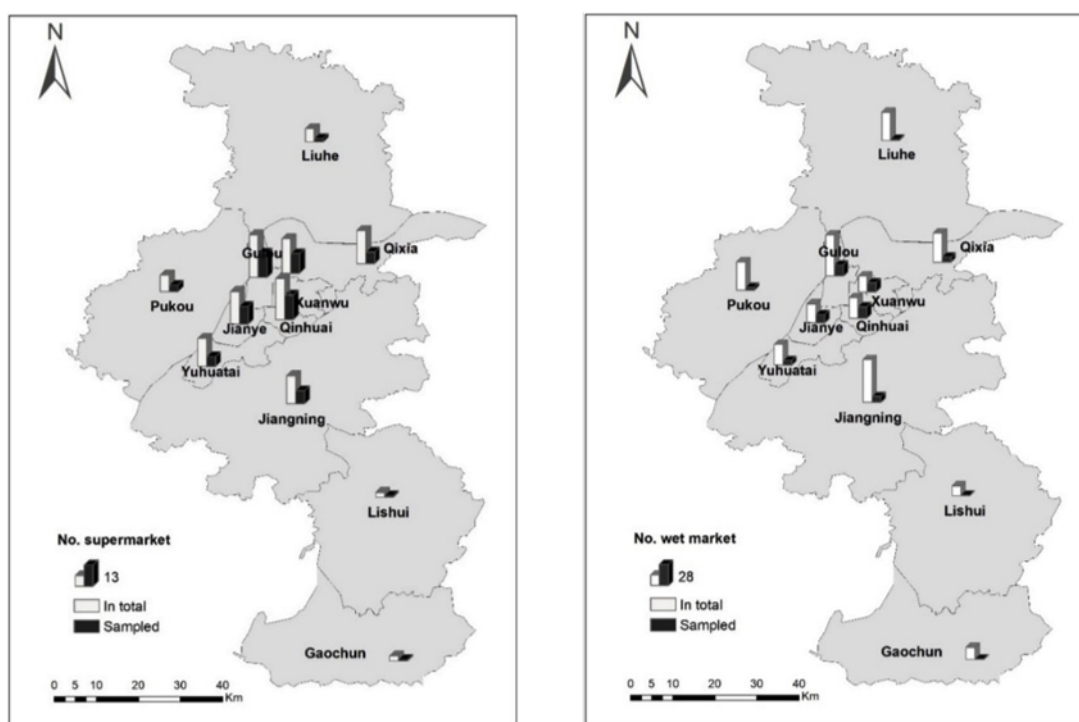 N
Liuhe
Gulou
Qixia
Pukou
Xuanwu
Jianye
Qinhuai
Yuhuatai
Jiangning
Lishui
No. supermarket
13
In total
Sampled
Gaochun
0 5 10 20 30 40
Km
N
Liuhe
Gulou
Qixia
Pukou
Xuanwu
Jianye
Qinhuai
Yuhuatai
Jiangning
Lishui
No. wet market
28
In total
Sampled
Gaochun
0 5 10 20 30 40
Km